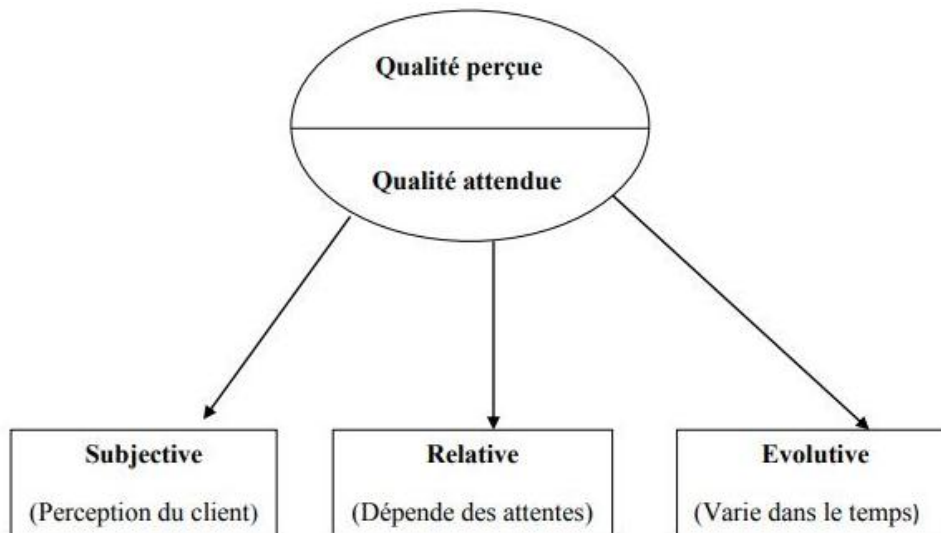 Qualité perçue
Qualité attendue
Subjective
(Perception du client)
Relative
(Dépende des attentes)
Evolutive
(Varie dans le temps)